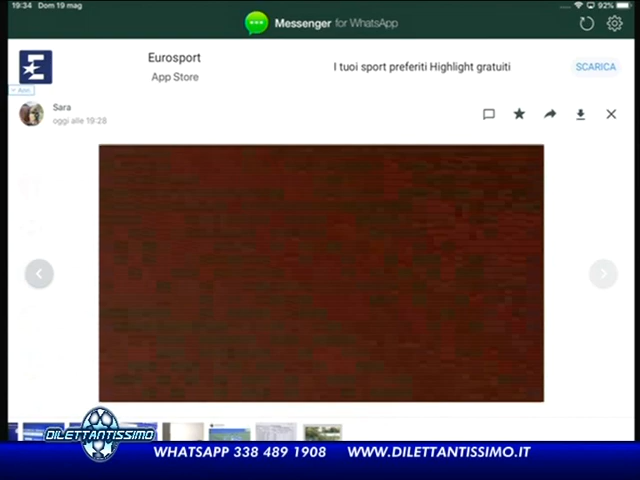 19:34 Dom 19 mag
92%
Messenger for WhatsApp
Eurosport
App Store
I tuoi sport preferiti Highlight gratuiti
SCARICA
Ann.
Sara
oggi alle 19:28
DILETTANTISSIMO
WHATSAPP 338 489 1908 WWW.DILETTANTISSIMO.IT